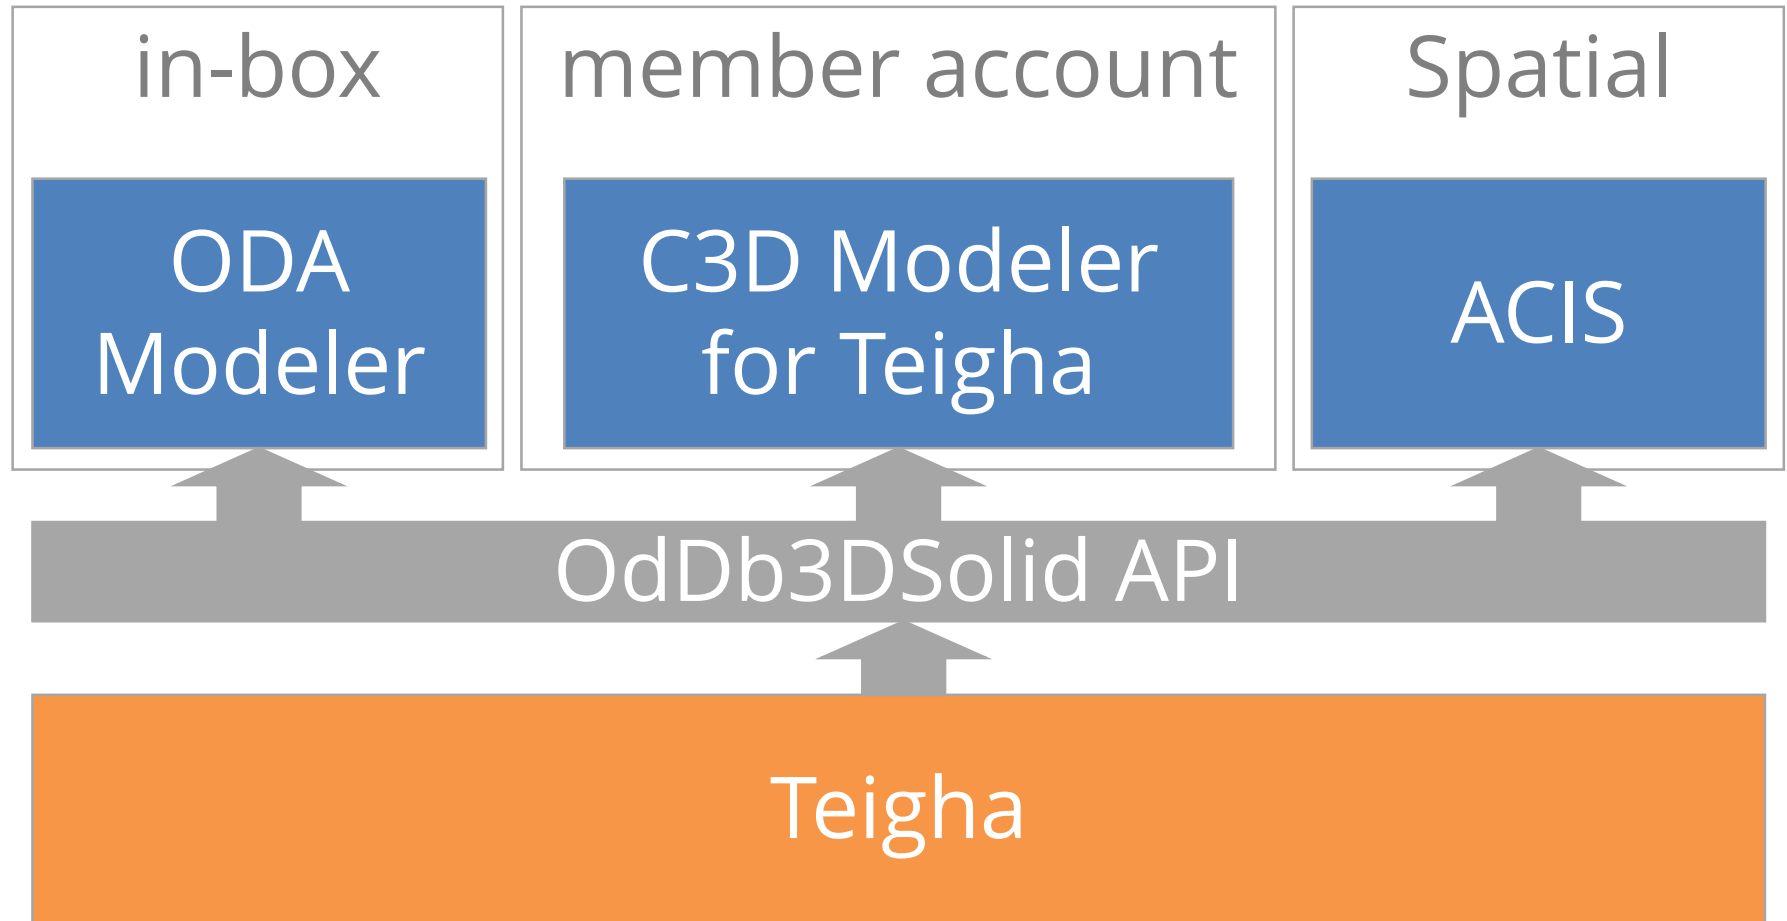 in-box
member account
Spatial
ODA
Modeler
C3D Modeler
for Teigha
ACIS
OdDb3DSolid API
Teigha